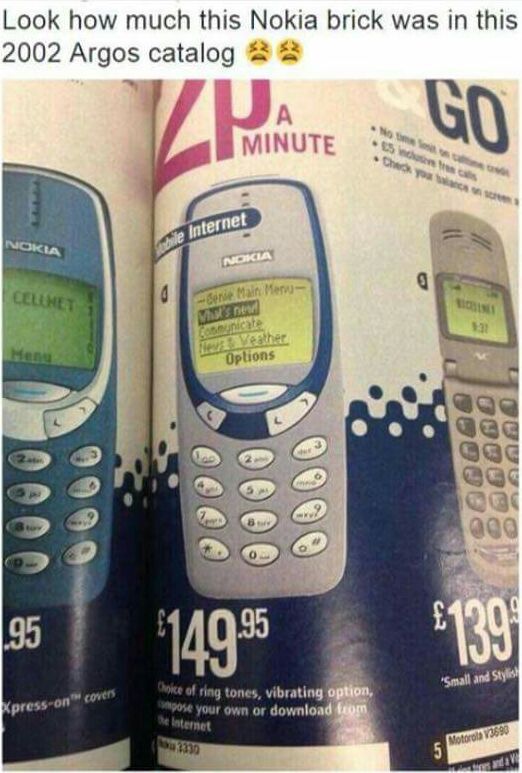 Look how much this Nokia brick was in this
2002 Argos catalog
2p A
MINUTE
& GO
• No time limit on calltime credit
• £5 inclusive free calls
• Check your balance on screen
Mobile Internet
NOKIA
CELLNET
Menu
NOKIA
-Genie Main Menu-
What's new!
Communicate
News & Weather
Options
9:37
.95
Xpress-on™ covers
£149.95
Choice of ring tones, vibrating option,
compose your own or download from
the Internet
Nokia 3330
£139
'Small and Stylish
5 Motorola V3690